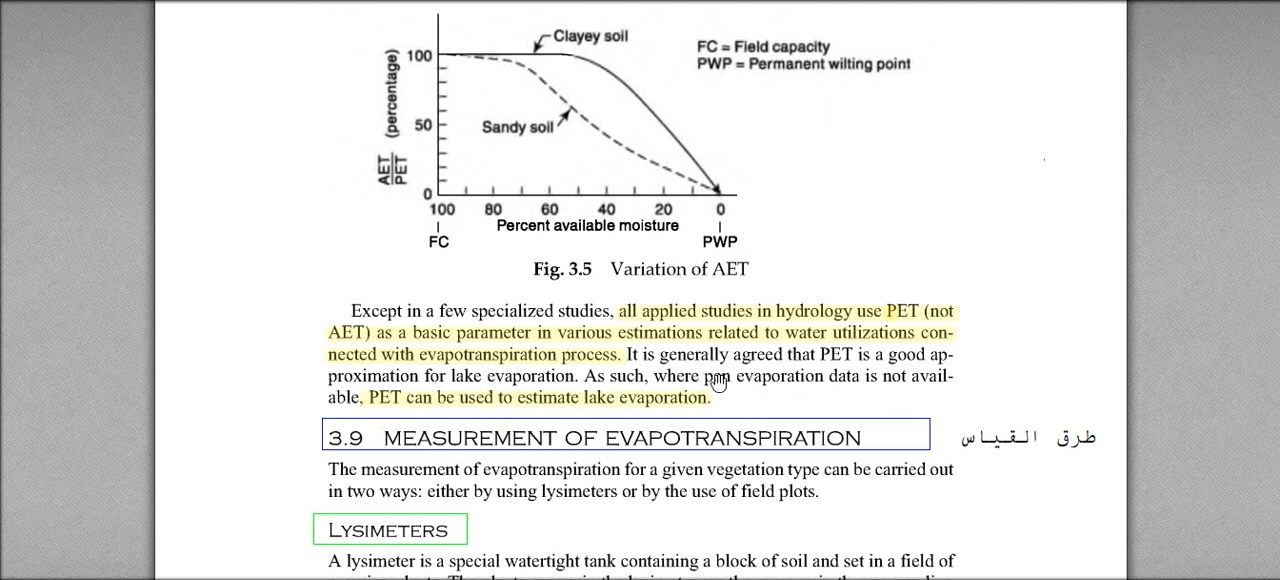 Clayey soil
FC = Field capacity
PWP = Permanent wilting point
AET
PET (percentage)
100
50
0
Sandy soil
100 80 60 40 20 0
Percent available moisture
FC PWP
Fig. 3.5 Variation of AET
Except in a few specialized studies, all applied studies in hydrology use PET (not
AET) as a basic parameter in various estimations related to water utilizations con-
nected with evapotranspiration process. It is generally agreed that PET is a good ap-
proximation for lake evaporation. As such, where pan evaporation data is not avail-
able, PET can be used to estimate lake evaporation.
3.9 MEASUREMENT OF EVAPOTRANSPIRATION طرق القياس
The measurement of evapotranspiration for a given vegetation type can be carried out
in two ways: either by using lysimeters or by the use of field plots.
LYSIMETERS
A lysimeter is a special watertight tank containing a block of soil and set in a field of